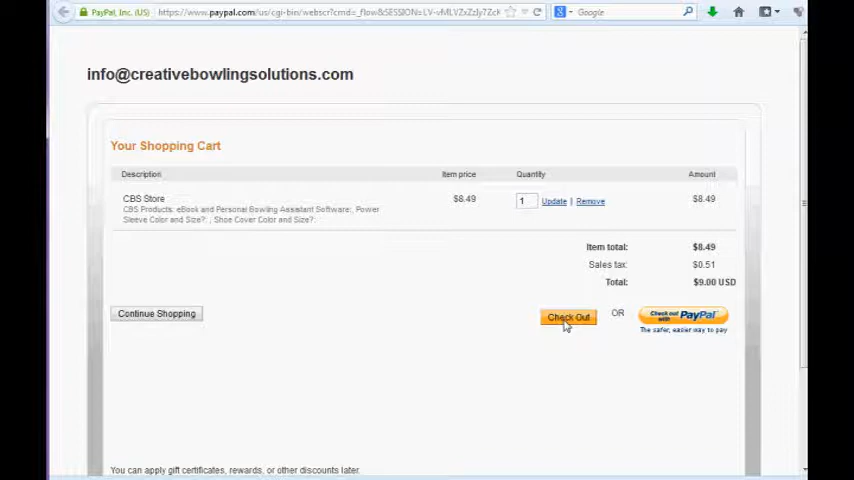 PayPal, Inc. (US) https://www.paypal.com/us/cgi-bin/webscr?cmd=_flow&SESSION= Google
info@creativebowlingsolutions.com
Your Shopping Cart
Description Item price Quantity Amount
CBS Store $8.49 1 Update | Remove $8.49
CBS Products: eBook and Personal Bowling Assistant Software:, Power
Sleeve Color and Size?: , Shoe Cover Color and Size?:
Item total: $8.49
Sales tax: $0.51
Total: $9.00 USD
Continue Shopping Check Out OR Check out with PayPal
The safer, easier way to pay
You can apply gift certificates, rewards, or other discounts later.